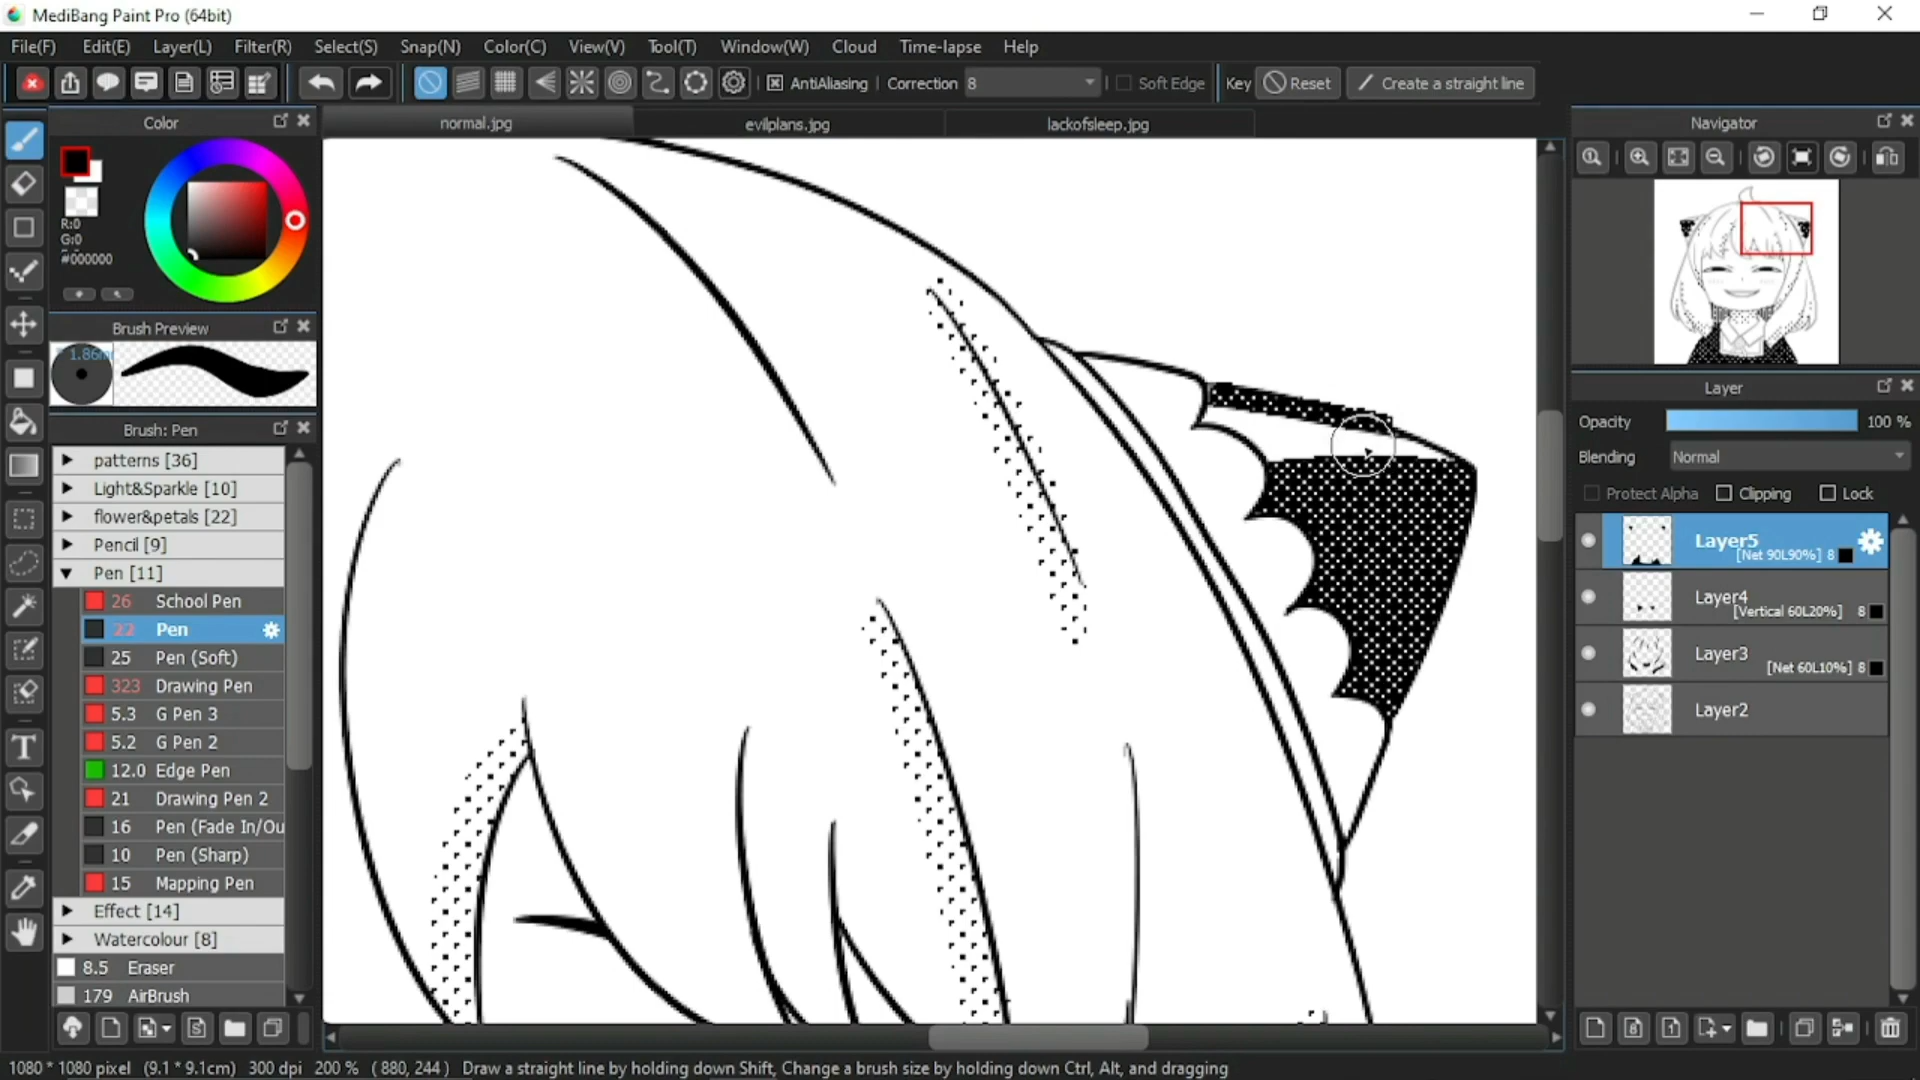 MediBang Paint Pro (64bit)
File(F) Edit(E) Layer(L) Filter(R) Select(S) Snap(N) Color(C) View(V) Tool(T) Window(W) Cloud Time-lapse Help
AntiAliasing Correction 8 Soft Edge Key Reset Create a straight line
Color
normal.jpg evilplans.jpg lackofsleep.jpg
Navigator
R:0
G:0
#000000
Brush Preview
1.86m
Brush: Pen
patterns [36]
Light&Sparkle [10]
flower&petals [22]
Pencil [9]
Pen [11]
26 School Pen
22 Pen
25 Pen (Soft)
323 Drawing Pen
5.3 G Pen 3
5.2 G Pen 2
12.0 Edge Pen
21 Drawing Pen 2
16 Pen (Fade In/Ou
10 Pen (Sharp)
15 Mapping Pen
Effect [14]
Watercolour [8]
8.5 Eraser
179 AirBrush
Layer
Opacity 100 %
Blending Normal
Protect Alpha Clipping Lock
Layer5
[Net 90L90%] 8
Layer4
[Vertical 60L20%] 8
Layer3
[Net 60L10%] 8
Layer2
1080 * 1080 pixel (9.1 * 9.1cm) 300 dpi 200 % ( 880, 244 ) Draw a straight line by holding down Shift, Change a brush size by holding down Ctrl, Alt, and dragging